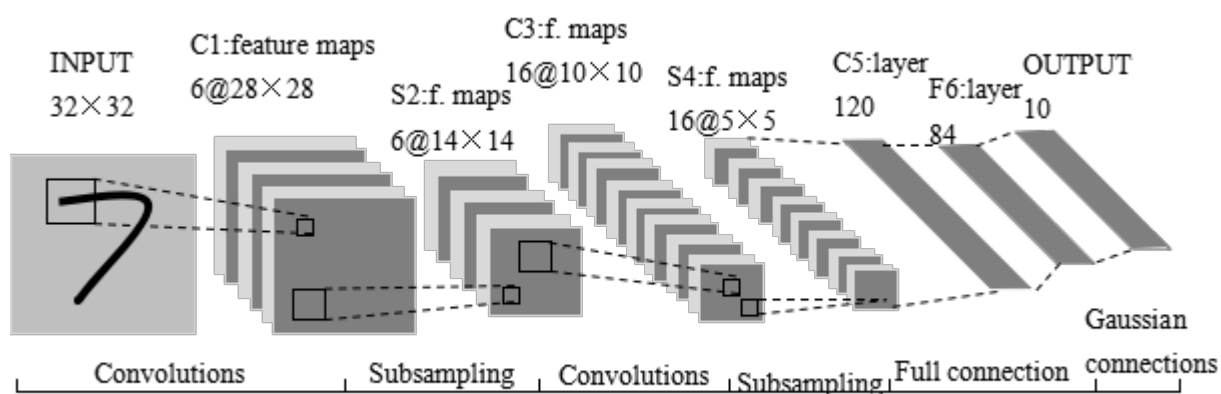 INPUT
32×32
C1:feature maps
6@28×28
S2:f. maps
6@14×14
C3:f. maps
16@10×10
S4:f. maps
16@5×5
C5:layer
120
F6:layer
84
OUTPUT
10
Convolutions
Subsampling
Convolutions
Subsampling
Full connection
Gaussian
connections